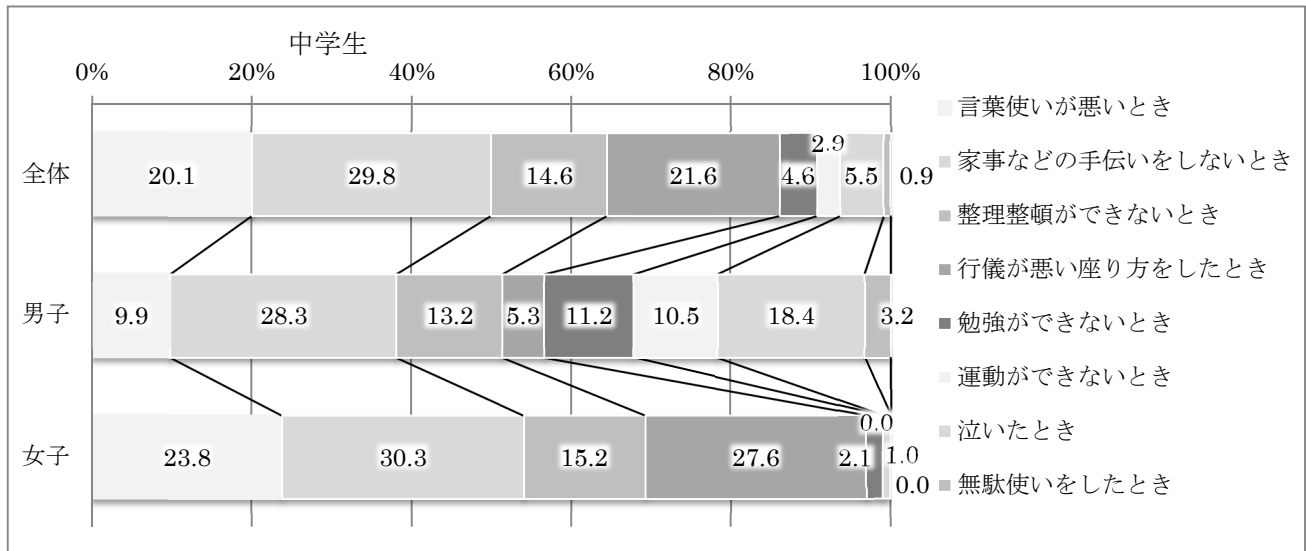 中学生
0% 20% 40% 60% 80% 100%
全体 20.1 29.8 14.6 21.6 4.6 2.9 5.5 0.9
男子 9.9 28.3 13.2 5.3 11.2 10.5 18.4 3.2
女子 23.8 30.3 15.2 27.6 2.1 0.0 1.0 0.0
言葉使いが悪いとき
家事などの手伝いをしないとき
整理整頓ができないとき
行儀が悪い座り方をしたとき
勉強ができないとき
運動ができないとき
泣いたとき
無駄使いをしたとき